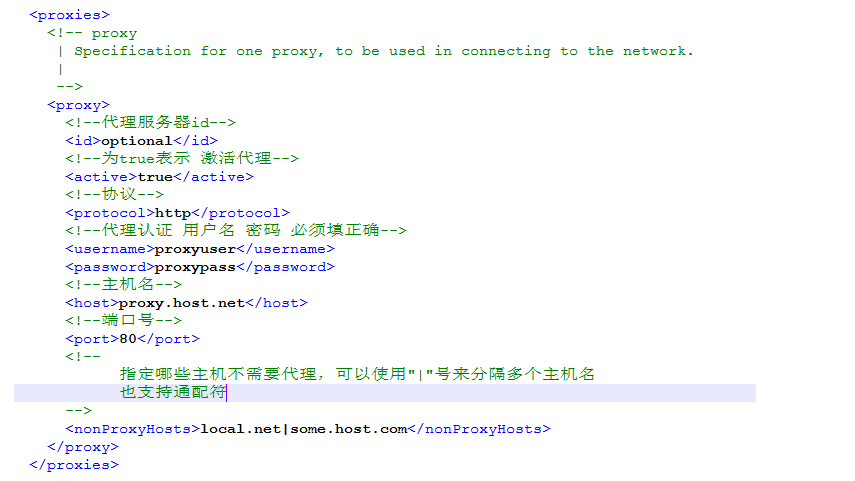 <proxies>
<!-- proxy
| Specification for one proxy, to be used in connecting to the network.
|
-->
<proxy>
<!--代理服务器id-->
<id>optional</id>
<!--为true表示 激活代理-->
<active>true</active>
<!--协议-->
<protocol>http</protocol>
<!--代理认证 用户名 密码 必须填正确-->
<username>proxyuser</username>
<password>proxypass</password>
<!--主机名-->
<host>proxy.host.net</host>
<!--端口号-->
<port>80</port>
<!--
指定哪些主机不需要代理，可以使用"|"号来分隔多个主机名
也支持通配符
-->
<nonProxyHosts>local.net|some.host.com</nonProxyHosts>
</proxy>
</proxies>